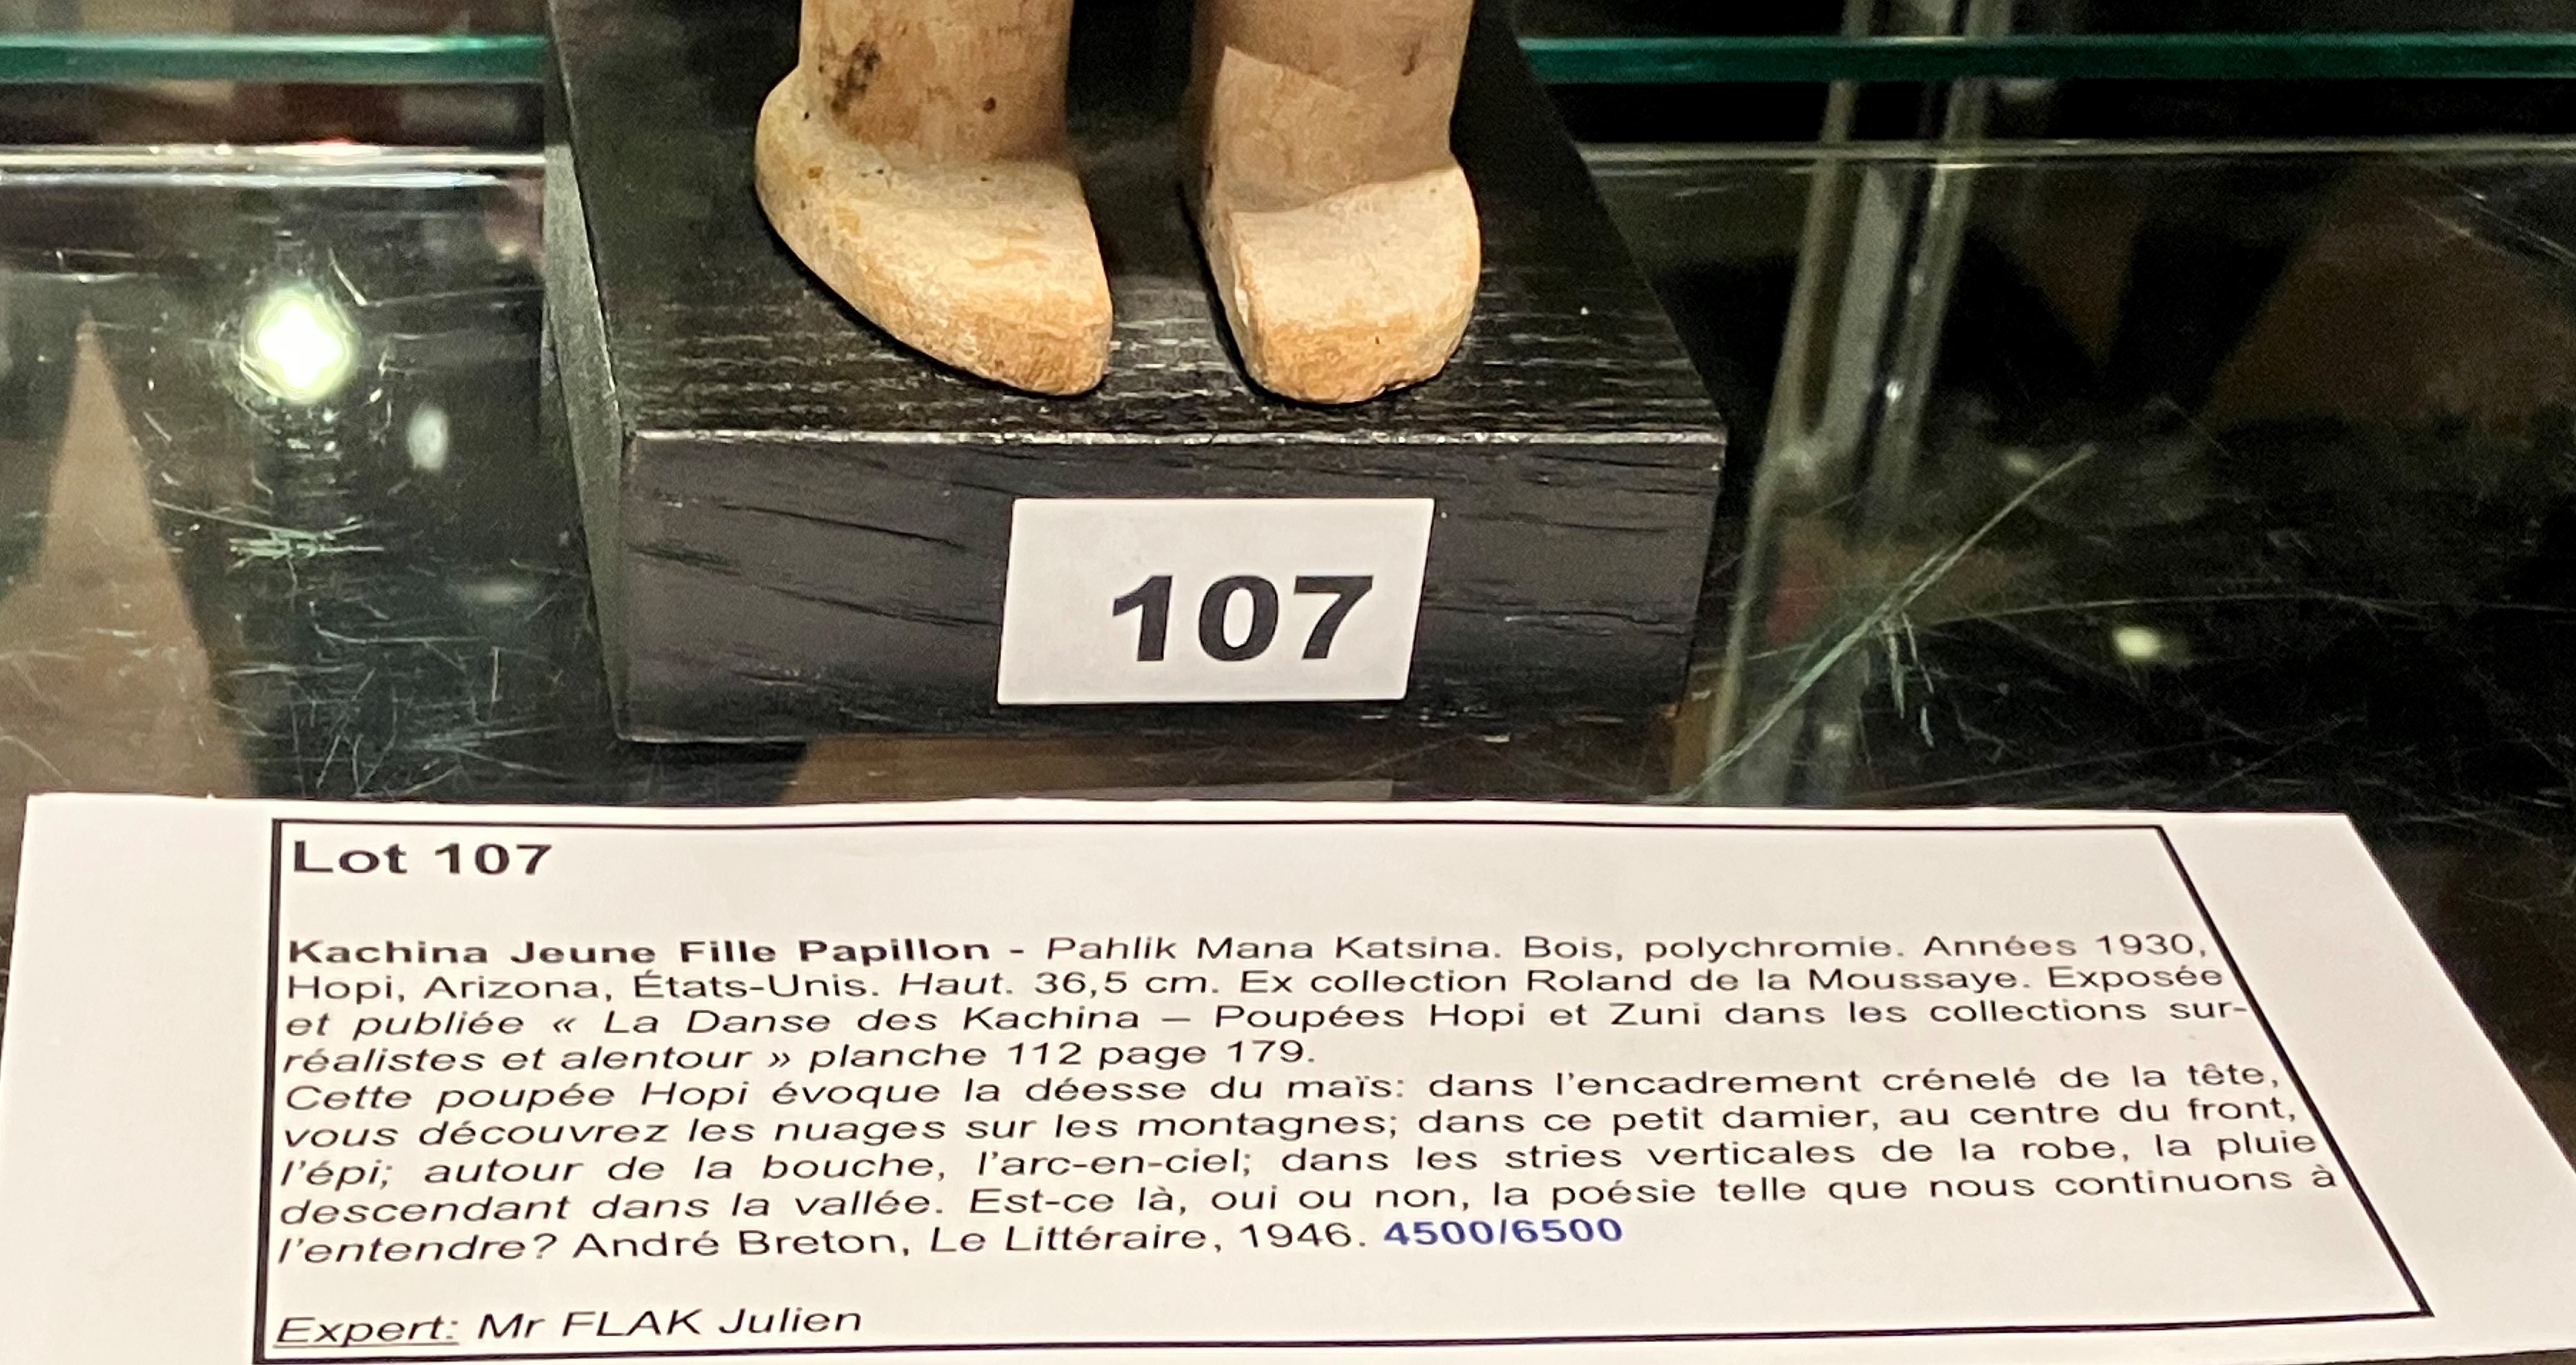 107
Lot 107
Kachina Jeune Fille Papillon - Pahlik Mana Katsina. Bois, polychromie. Années 1930,
Hopi, Arizona, États-Unis. Haut. 36,5 cm. Ex collection Roland de la Moussaye. Exposée
et publiée « La Danse des Kachina – Poupées Hopi et Zuni dans les collections sur-
réalistes et alentour » planche 112 page 179.
Cette poupée Hopi évoque la déesse du maïs: dans l'encadrement crénelé de la tête,
vous découvrez les nuages sur les montagnes; dans ce petit damier, au centre du front,
l'épi; autour de la bouche, l'arc-en-ciel; dans les stries verticales de la robe, la pluie
descendant dans la vallée. Est-ce là, oui ou non, la poésie telle que nous continuons à
l'entendre? André Breton, Le Littéraire, 1946. 4500/6500
Expert: Mr FLAK Julien